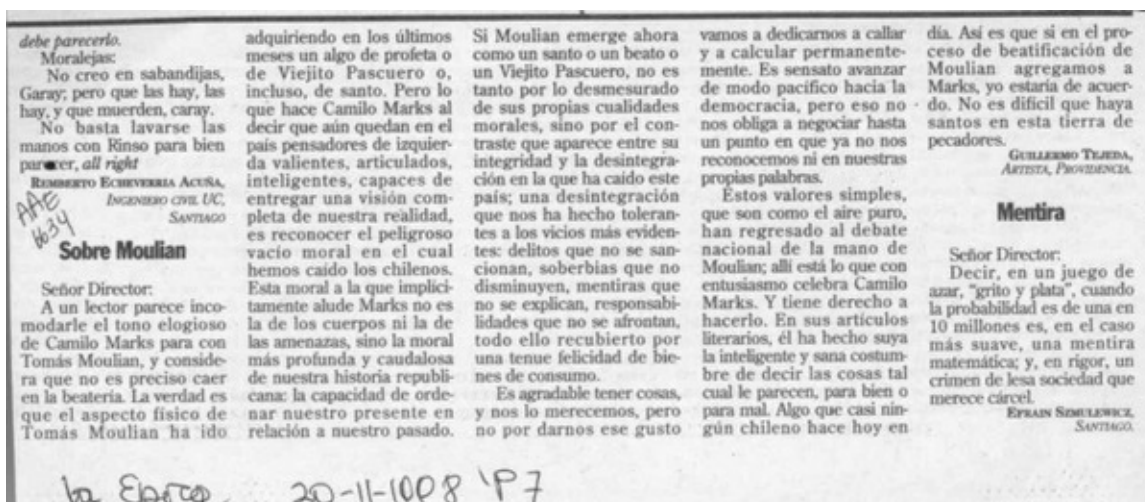 debe parecerlo.
Moralejas:
No creo en sabandijas,
Garay; pero que las hay, las
hay, y que muerden, caray.
No basta lavarse las
manos con Rinso para bien
parecer, all right
REMBERTO ECHEVERRIA ACUÑA,
INGENIERO CIVIL UC,
SANTIAGO
AAE
6634
Sobre Moulian
Señor Director:
A un lector parece inco-
modarle el tono elogioso
de Camilo Marks para con
Tomás Moulian, y conside-
ra que no es preciso caer
en la beatería. La verdad es
que el aspecto físico de
Tomás Moulian ha ido
adquiriendo en los últimos
meses un algo de profeta o
de Viejito Pascuero o,
incluso, de santo. Pero lo
que hace Camilo Marks al
decir que aún quedan en el
país pensadores de izquier-
da valientes, articulados,
inteligentes, capaces de
entregar una visión com-
pleta de nuestra realidad,
es reconocer el peligroso
vacío moral en el cual
hemos caído los chilenos.
Esta moral a la que implíci-
tamente alude Marks no es
la de los cuerpos ni la de
las amenazas, sino la moral
más profunda y caudalosa
de nuestra historia republi-
cana: la capacidad de orde-
nar nuestro presente en
relación a nuestro pasado.
Si Moulian emerge ahora
como un santo o un beato o
un Viejito Pascuero, no es
tanto por lo desmesurado
de sus propias cualidades
morales, sino por el con-
traste que aparece entre su
integridad y la desintegra-
ción en la que ha caído este
país; una desintegración
que nos ha hecho toleran-
tes a los vicios más eviden-
tes: delitos que no se san-
cionan, soberbias que no
disminuyen, mentiras que
no se explican, responsabi-
lidades que no se afrontan,
todo ello recubierto por
una tenue felicidad de bie-
nes de consumo.
Es agradable tener cosas,
y nos lo merecemos, pero
no por darnos ese gusto
vamos a dedicarnos a callar
y a calcular permanente-
mente. Es sensato avanzar
de modo pacífico hacia la
democracia, pero eso no
nos obliga a negociar hasta
un punto en que ya no nos
reconocemos ni en nuestras
propias palabras.
Estos valores simples,
que son como el aire puro,
han regresado al debate
nacional de la mano de
Moulian; allí está lo que con
entusiasmo celebra Camilo
Marks. Y tiene derecho a
hacerlo. En sus artículos
literarios, él ha hecho suya
la inteligente y sana costum-
bre de decir las cosas tal
cual le parecen, para bien o
para mal. Algo que casi nin-
gún chileno hace hoy en
día. Así es que si en el pro-
ceso de beatificación de
Moulian agregamos a
Marks, yo estaría de acuer-
do. No es difícil que haya
santos en esta tierra de
pecadores.
GUILLERMO TEJEDA,
ARTISTA, PROVIDENCIA.
Mentira
Señor Director:
Decir, en un juego de
azar, "grito y plata", cuando
la probabilidad es de una en
10 millones es, en el caso
más suave, una mentira
matemática; y, en rigor, un
crimen de lesa sociedad que
merece cárcel.
EFRAIN SZMULEWICZ,
SANTIAGO.
La Epoca 20-11-1998 P7